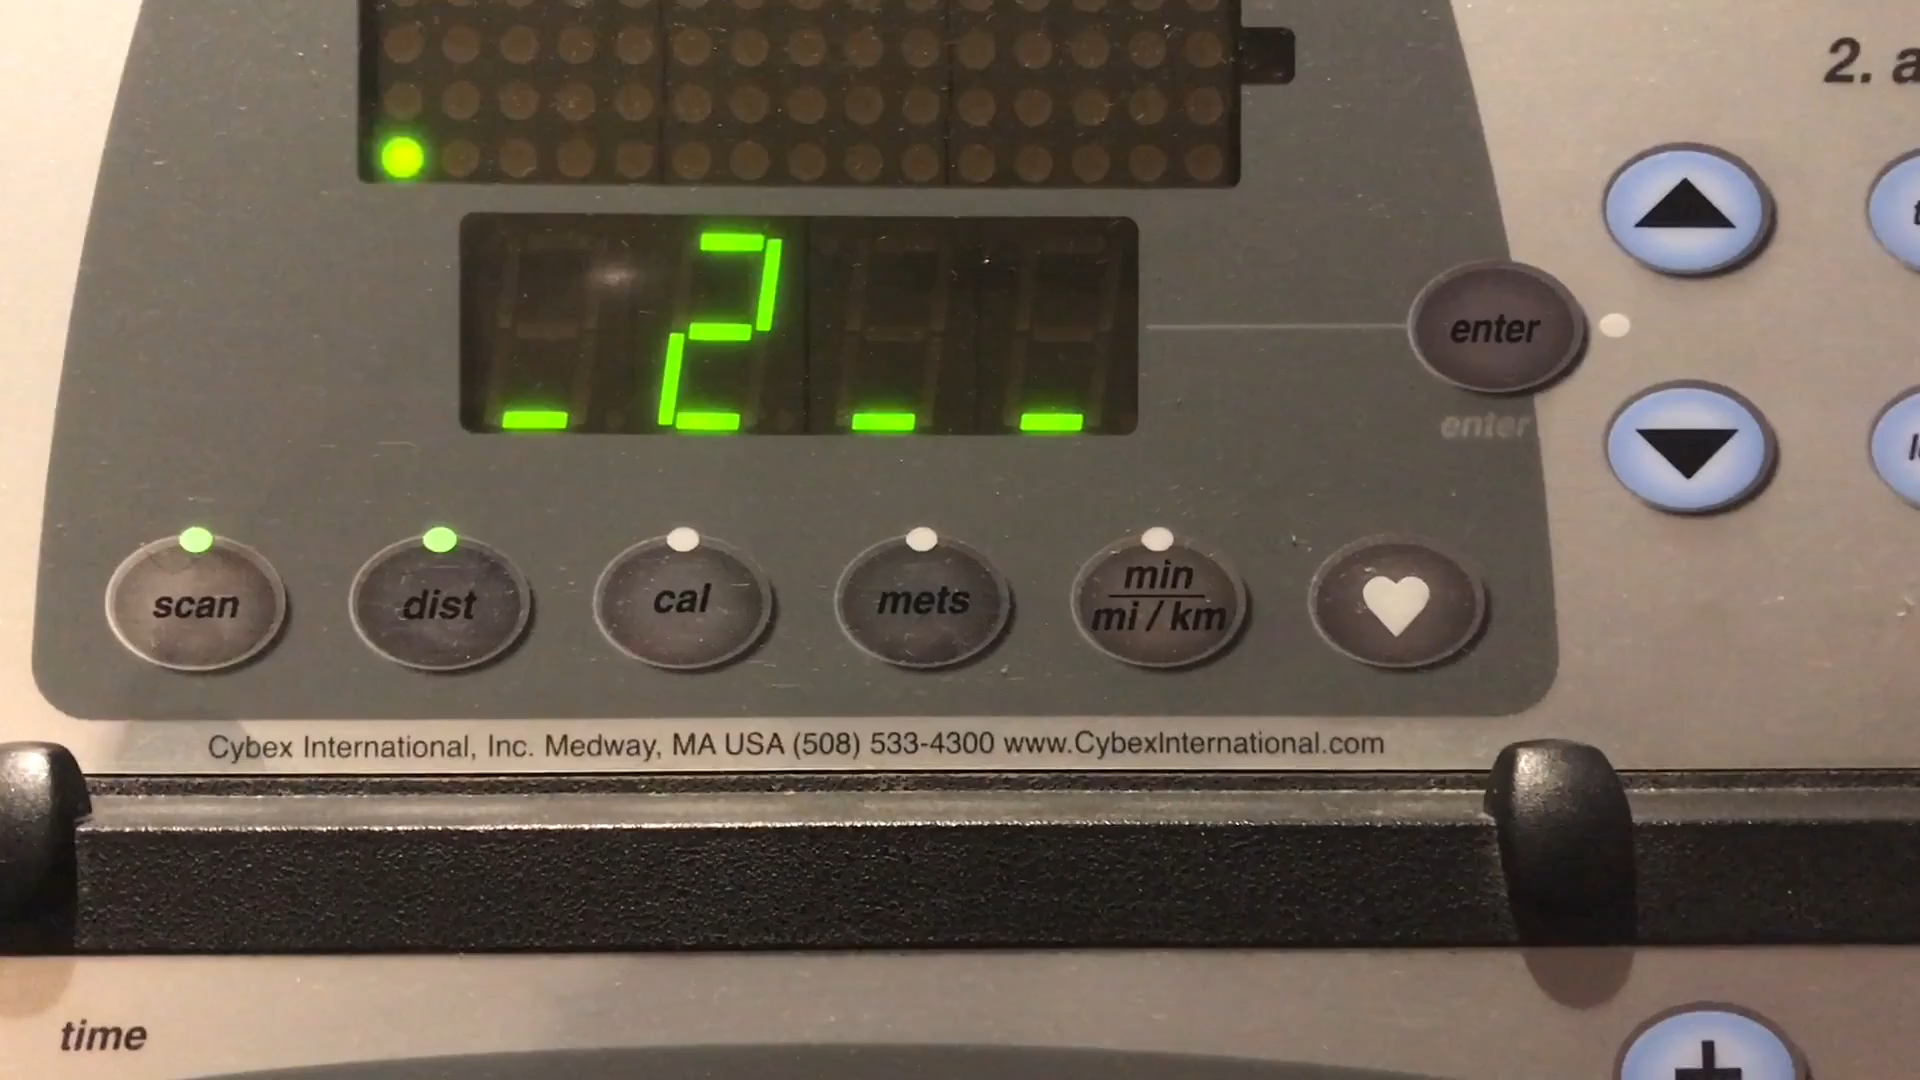 2. a
_2__
enter
enter
scan
dist
cal
mets
min
mi / km
Cybex International, Inc. Medway, MA USA (508) 533-4300 www.CybexInternational.com
time
+